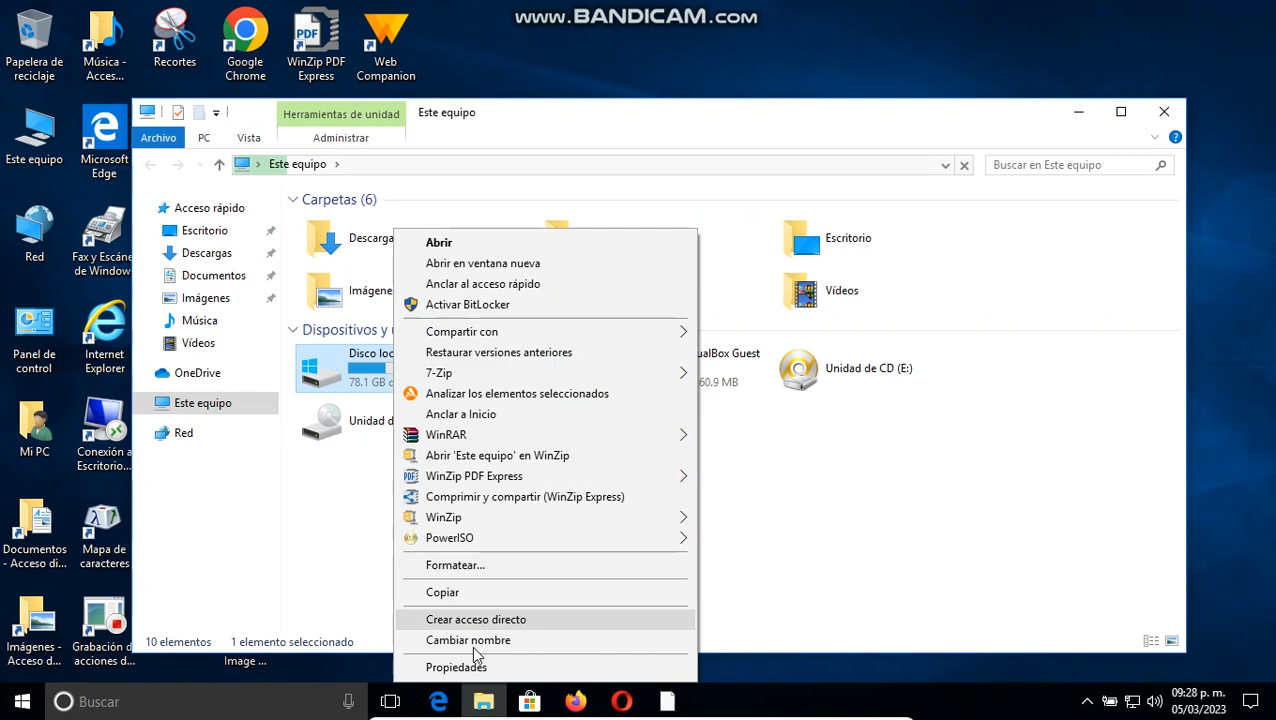 www.BANDICAM.com
Papelera de
reciclaje
Música -
Acces...
Recortes
Google
Chrome
WinZip PDF
Express
Web
Companion
Este equipo
Microsoft
Edge
Red
Fax y Escáne
de Window
Panel de
control
Internet
Explorer
Mi PC
Conexión a
Escritorio...
Documentos
- Acceso di...
Mapa de
caracteres
Imágenes -
Acceso d...
Grabación de
acciones d...
Image ...
Herramientas de unidad
Este equipo
Archivo
PC
Vista
Administrar
Este equipo
Buscar en Este equipo
Acceso rápido
Escritorio
Descargas
Documentos
Imágenes
Música
Vídeos
OneDrive
Este equipo
Red
Carpetas (6)
Descarga
Escritorio
Imágene
Vídeos
Dispositivos y u
Disco loc
78.1 GB d
ualBox Guest
60.9 MB
Unidad de CD (E:)
Unidad d
Abrir
Abrir en ventana nueva
Anclar al acceso rápido
Activar BitLocker
Compartir con
Restaurar versiones anteriores
7-Zip
Analizar los elementos seleccionados
Anclar a Inicio
WinRAR
Abrir 'Este equipo' en WinZip
WinZip PDF Express
Comprimir y compartir (WinZip Express)
WinZip
PowerISO
Formatear...
Copiar
Crear acceso directo
Cambiar nombre
Propiedades
10 elementos
1 elemento seleccionado
Buscar
09:28 p. m.
05/03/2023